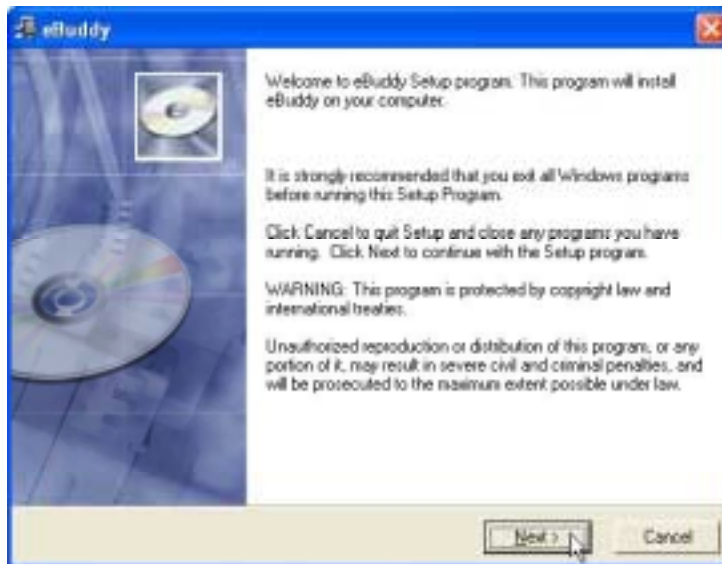 eBuddy
Welcome to eBuddy Setup program. This program will install
eBuddy on your computer.
It is strongly recommended that you exit all Windows programs
before running this Setup Program.
Click Cancel to quit Setup and close any programs you have
running. Click Next to continue with the Setup program.
WARNING: This program is protected by copyright law and
international treaties.
Unauthorized reproduction or distribution of this program, or any
portion of it, may result in severe civil and criminal penalties, and
will be prosecuted to the maximum extent possible under law.
Next >
Cancel